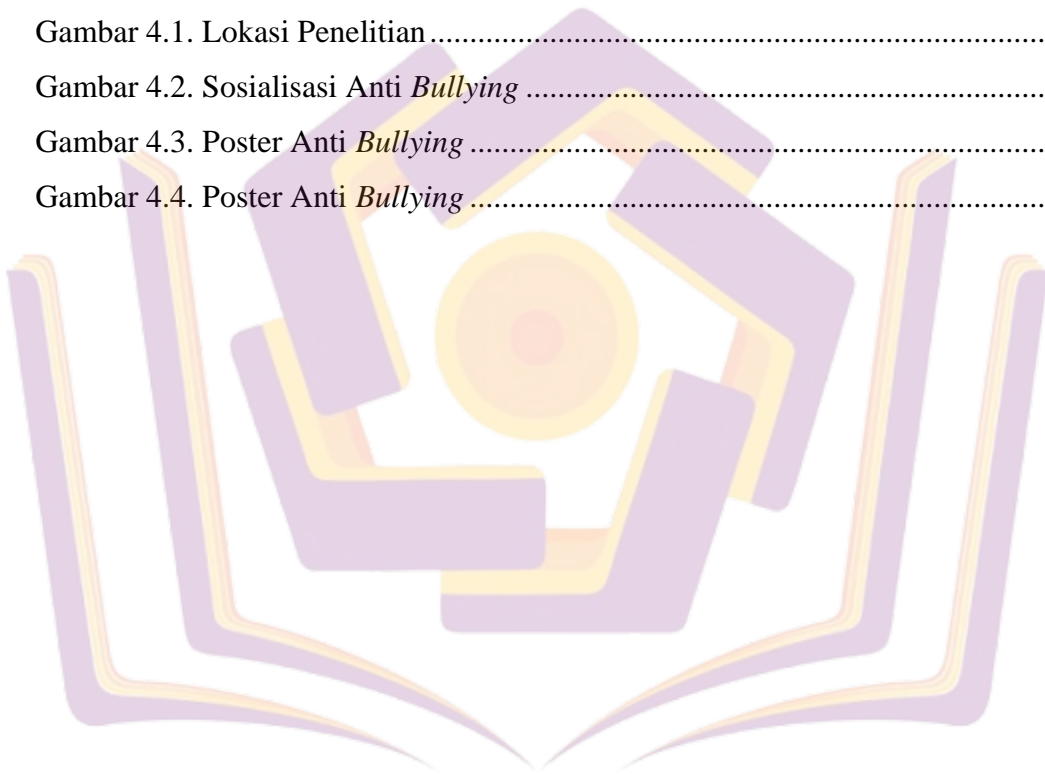 Gambar 4.1. Lokasi Penelitian ..............................................................................
Gambar 4.2. Sosialisasi Anti Bullying ..................................................................
Gambar 4.3. Poster Anti Bullying .........................................................................
Gambar 4.4. Poster Anti Bullying .........................................................................